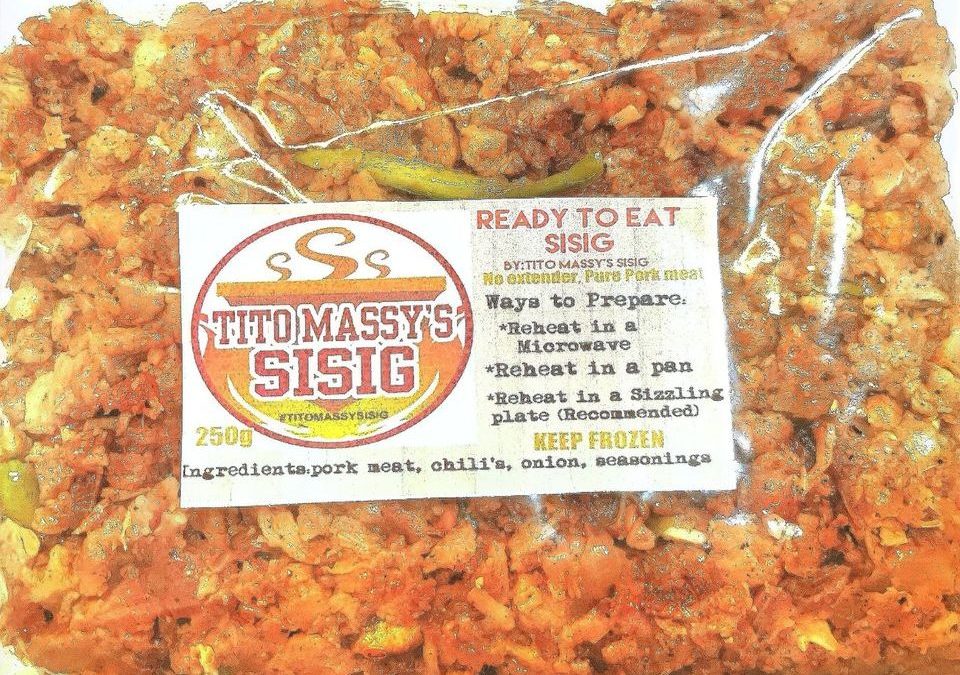 sSs
TITO MASSY'S
SISIG
#TITOMASSYSISIG
250g
READY TO EAT
SISIG
BY:TITO MASSY'S SISIG
No extender, Pure Pork meat
Ways to Prepare:
*Reheat in a
Microwave
*Reheat in a pan
*Reheat in a Sizzling
plate (Recommended)
KEEP FROZEN
Ingredients:pork meat, chili's, onion, seasonings